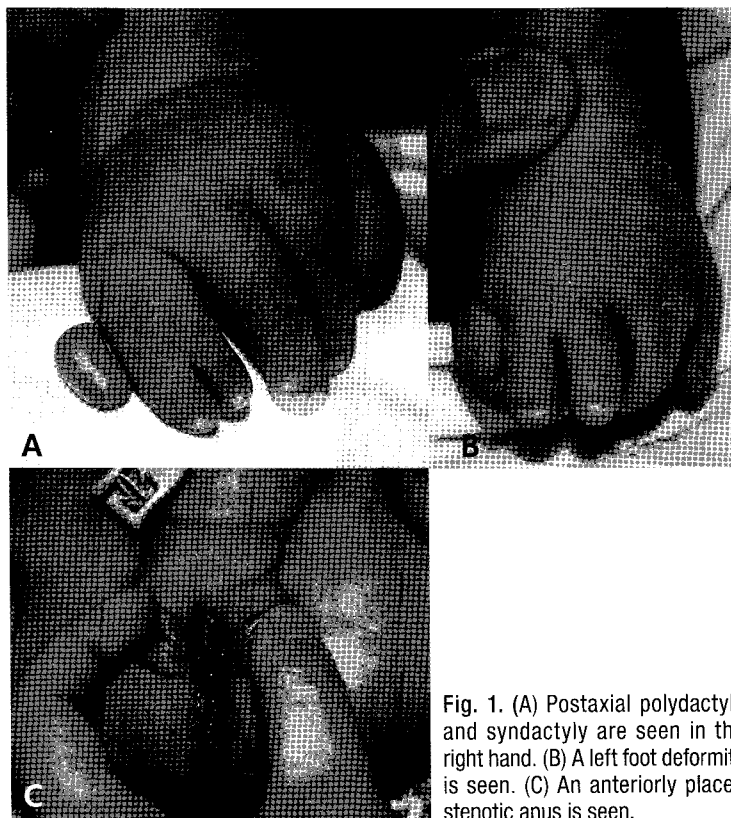 A
B
C
Fig. 1. (A) Postaxial polydactyl
and syndactyly are seen in th
right hand. (B) A left foot deformit
is seen. (C) An anteriorly place
stenotic anus is seen.